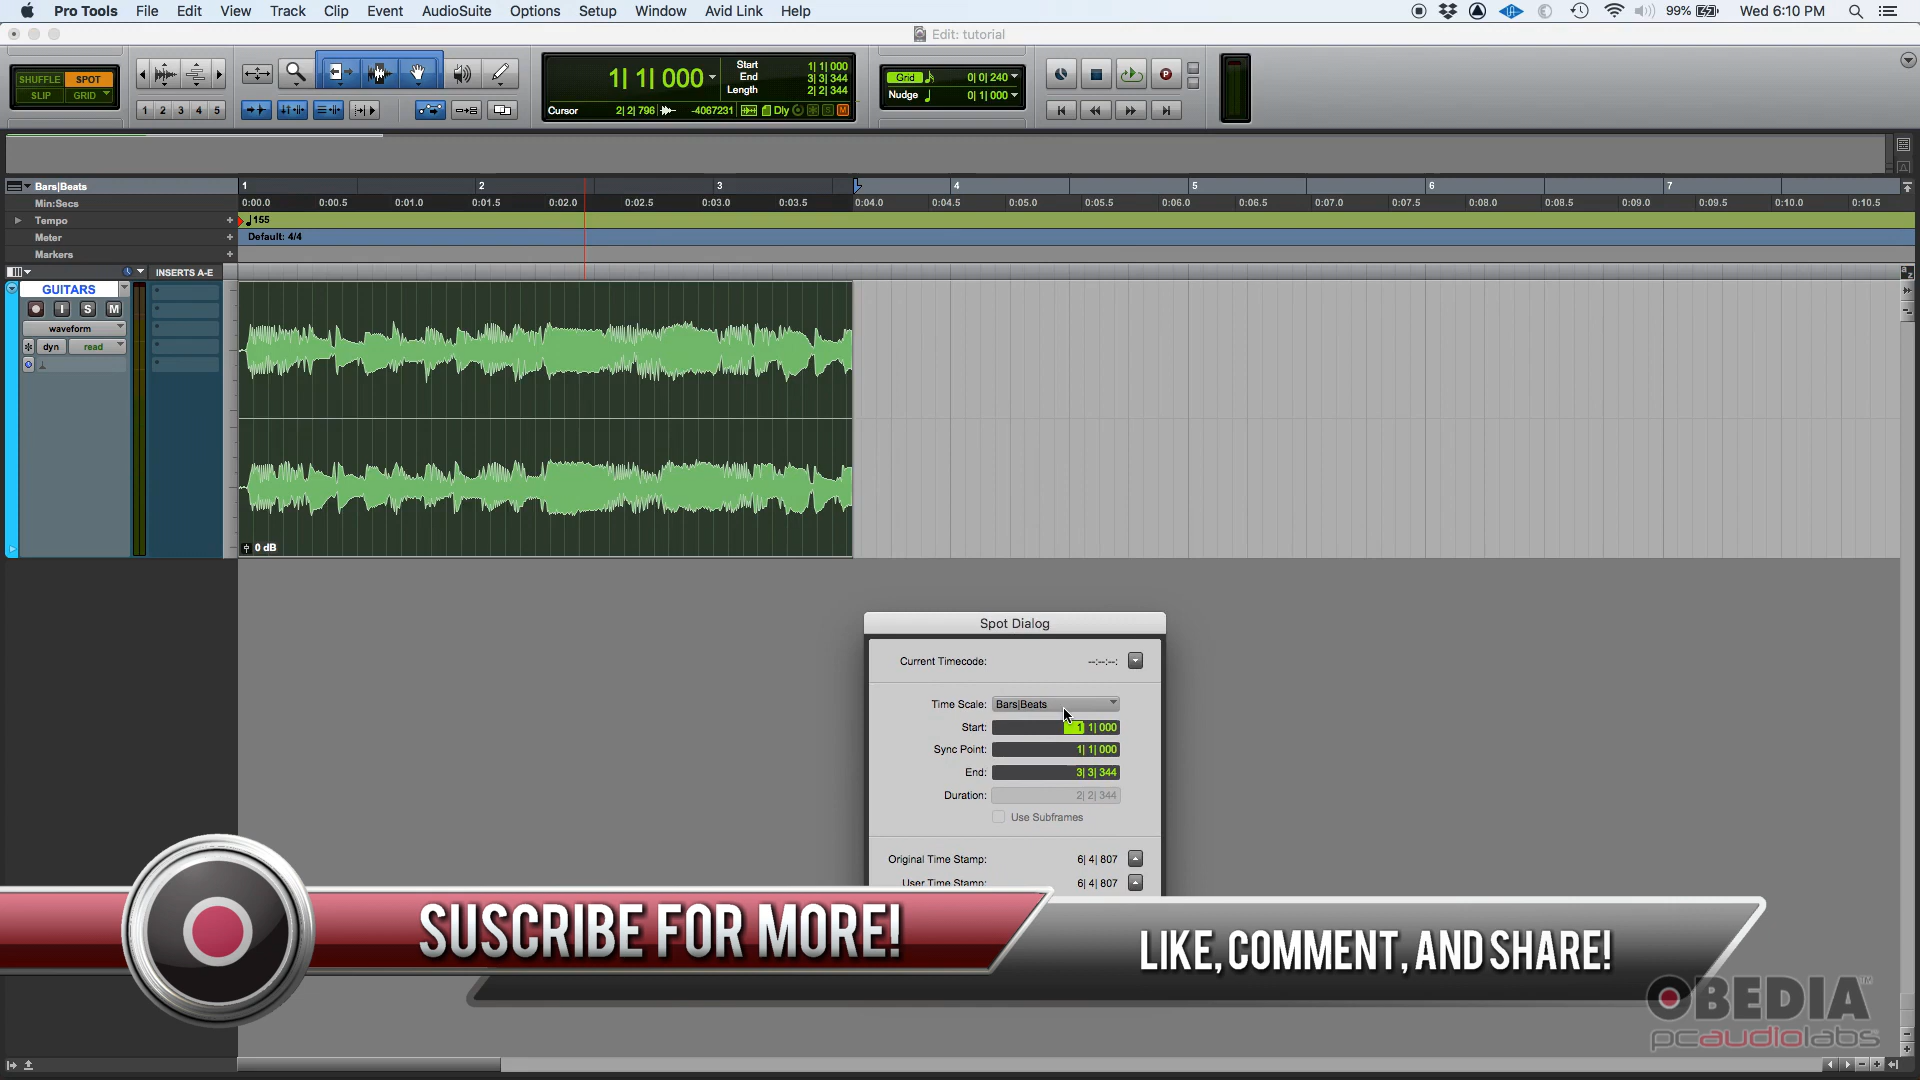 Pro Tools File Edit View Track Clip Event AudioSuite Options Setup Window Avid Link Help 99% Wed 6:10 PM
Edit: tutorial
SHUFFLE SPOT
SLIP GRID
1 2 3 4 5
1| 1| 000
Start 1| 1| 000
End 3| 3| 344
Length 2| 2| 344
Cursor 2| 2| 796 -4067231 Dly S M
Grid 0| 0| 240
Nudge 0| 1| 000
P
Bars|Beats 1 2 3 4 5 6 7
Min:Secs 0:00.0 0:00.5 0:01.0 0:01.5 0:02.0 0:02.5 0:03.0 0:03.5 0:04.0 0:04.5 0:05.0 0:05.5 0:06.0 0:06.5 0:07.0 0:07.5 0:08.0 0:08.5 0:09.0 0:09.5 0:10.0 0:10.5
Tempo + 155
Meter + Default: 4/4
Markers +
INSERTS A-E
GUITARS
I S M
waveform
dyn read
0 dB
Spot Dialog
Current Timecode: --:--:--:
Time Scale: Bars|Beats
Start: 1| 1| 000
Sync Point: 1| 1| 000
End: 3| 3| 344
Duration: 2| 2| 344
Use Subframes
Original Time Stamp: 6| 4| 807
User Time Stamp: 6| 4| 807
SUSCRIBE FOR MORE!
LIKE, COMMENT, AND SHARE!
OBEDIA™
pcaudiolabs